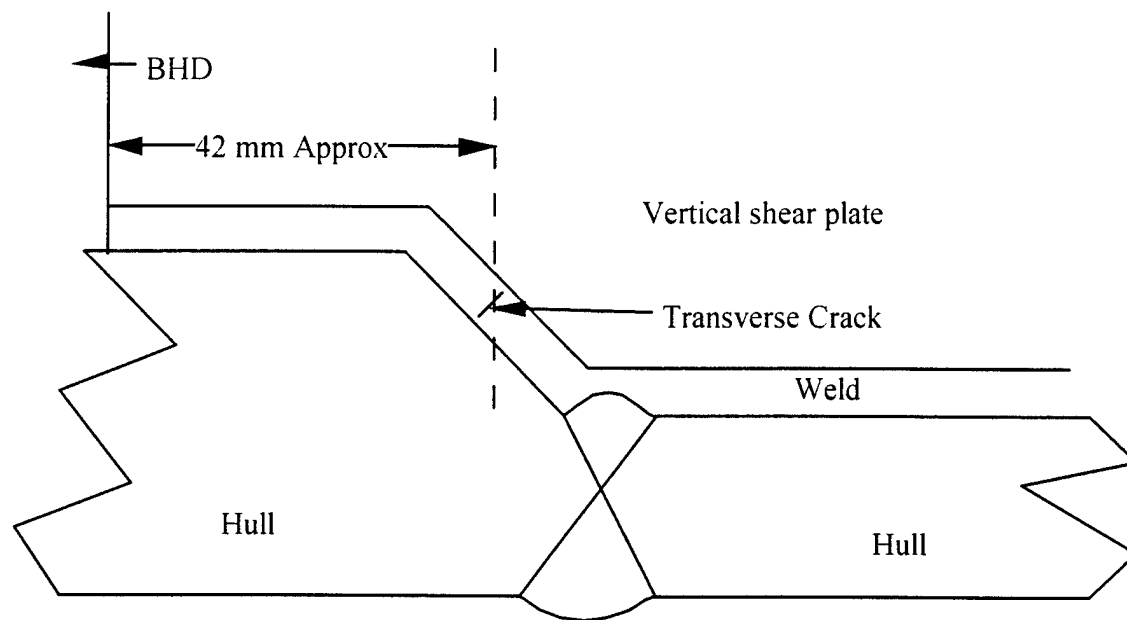 BHD
42 mm Approx
Vertical shear plate
Transverse Crack
Weld
Hull
Hull